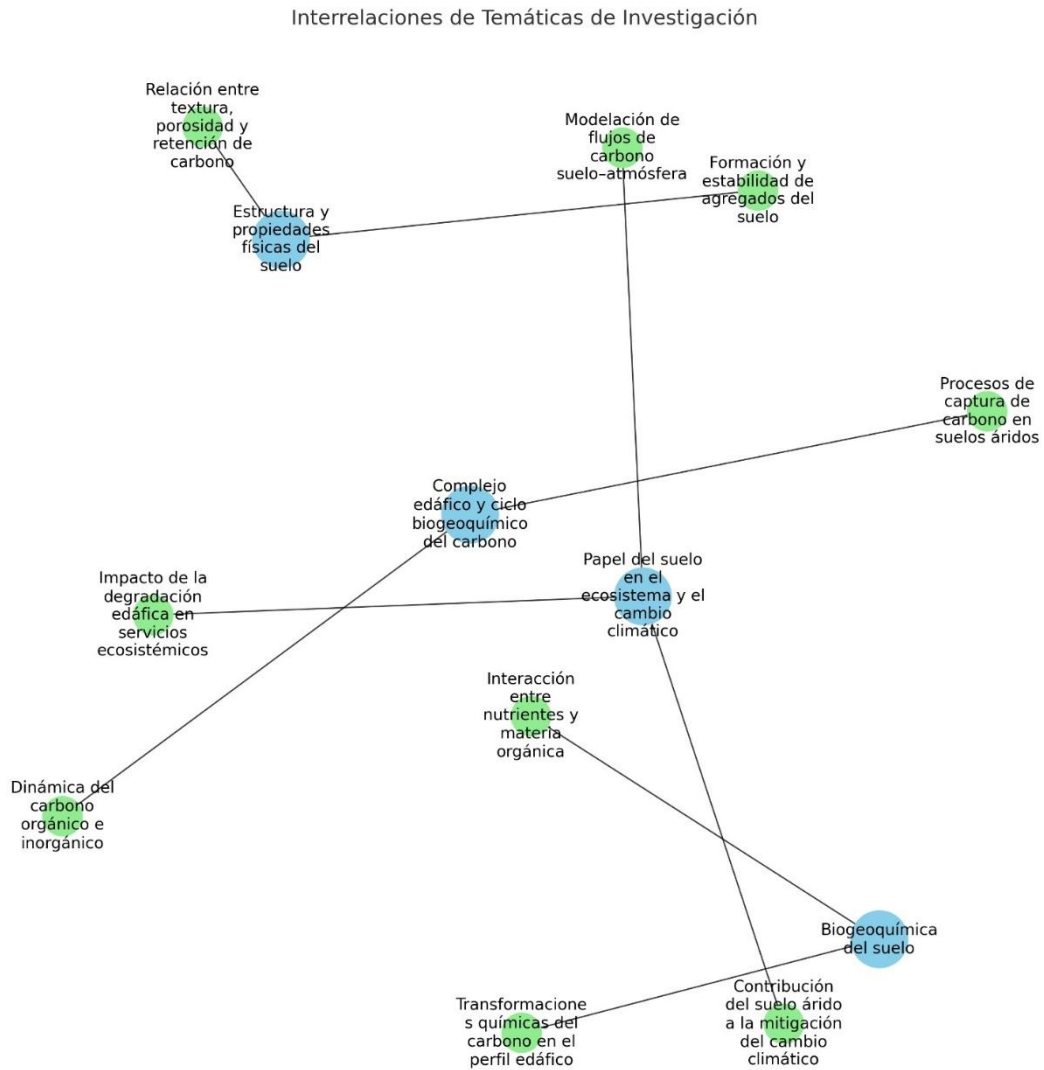 Interrelaciones de Temáticas de Investigación
Relación entre
textura,
porosidad y
retención de
carbono
Modelación de
flujos de
carbono
suelo–atmósfera
Formación y
estabilidad de
agregados del
suelo
Estructura y
propiedades
físicas del
suelo
Procesos de
captura de
carbono en
suelos áridos
Complejo
edáfico y ciclo
biogeoquímico
del carbono
Papel del suelo
en el
ecosistema y el
cambio
climático
Impacto de la
degradación
edáfica en
servicios
ecosistémicos
Interacción
entre
nutrientes y
materia
orgánica
Dinámica del
carbono
orgánico e
inorgánico
Biogeoquímica
del suelo
Transformacione
s químicas del
carbono en el
perfil edáfico
Contribución
del suelo árido
a la mitigación
del cambio
climático